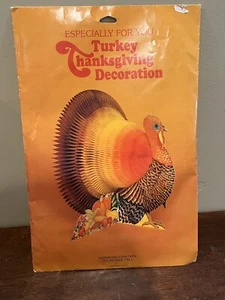 ESPECIALLY FOR YOU
Turkey
Thanksgiving
Decoration